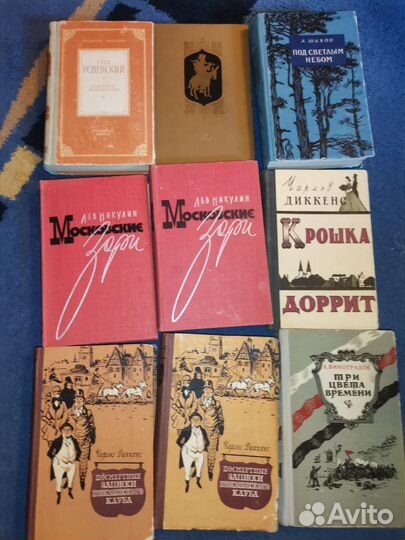 ГЛЕБ
УСПЕНСКИЙ
А. ШАХОВ
ПОД СВЕТЛЫМ
НЕБОМ
ЛЕВ НИКУЛИН
Московские
зори
ЛЕВ НИКУЛИН
Московские
зори
Чарльз
ДИККЕНС
КРОШКА
ДОРРИТ
Чарльз Диккенс
ПОСМЕРТНЫЕ
ЗАПИСКИ
ПИКВИКСКОГО
КЛУБА
Чарльз Диккенс
ПОСМЕРТНЫЕ
ЗАПИСКИ
ПИКВИКСКОГО
КЛУБА
А. ВИНОГРАДОВ
ТРИ
ЦВЕТА
ВРЕМЕНИ
Avito